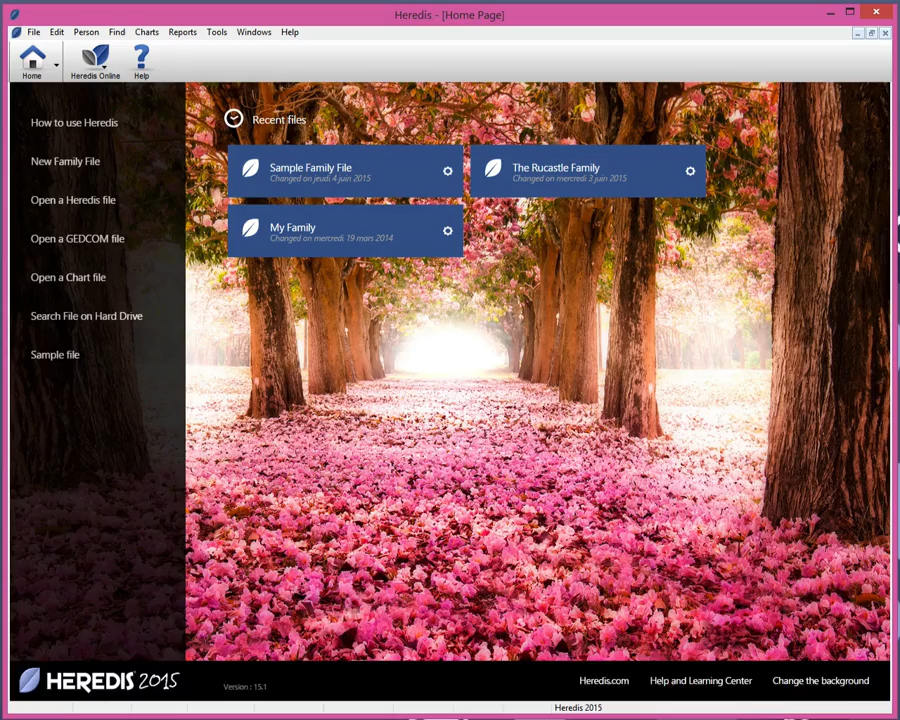 Heredis - [Home Page]
File Edit Person Find Charts Reports Tools Windows Help
Home Heredis Online Help
How to use Heredis
New Family File
Open a Heredis file
Open a GEDCOM file
Open a Chart file
Search File on Hard Drive
Sample file
Recent files
Sample Family File
Changed on jeudi 4 juin 2015
The Rucastle Family
Changed on mercredi 3 juin 2015
My Family
Changed on mercredi 19 mars 2014
HEREDIS 2015
Version : 15.1
Heredis.com Help and Learning Center Change the background
Heredis 2015